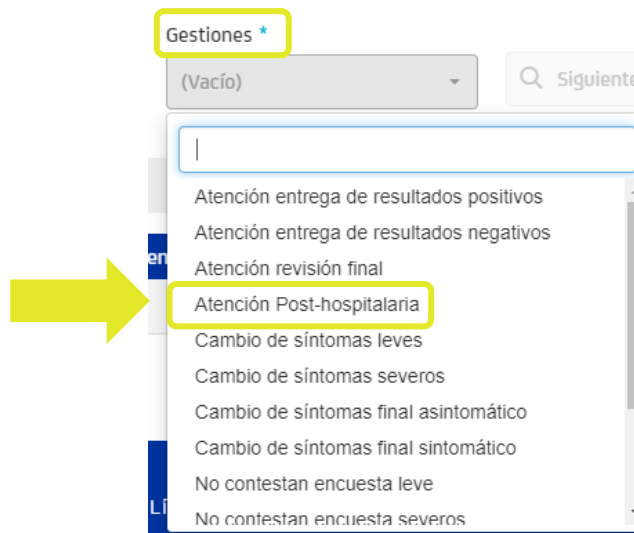 Gestiones *
(Vacío)
Siguiente
Atención entrega de resultados positivos
Atención entrega de resultados negativos
Atención revisión final
en
Atención Post-hospitalaria
Cambio de síntomas leves
Cambio de síntomas severos
Cambio de síntomas final asintomático
Cambio de síntomas final sintomático
No contestan encuesta leve
Lí
No contestan encuesta severos